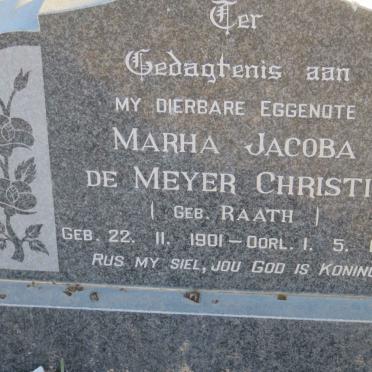 Ter
Gedagtenis aan
MY DIERBARE EGGENOTE
MARHA JACOBA
DE MEYER CHRISTI
( GEB. RAATH )
GEB. 22. 11. 1901 – OORL. 1. 5. 1
RUS MY SIEL, JOU GOD IS KONING